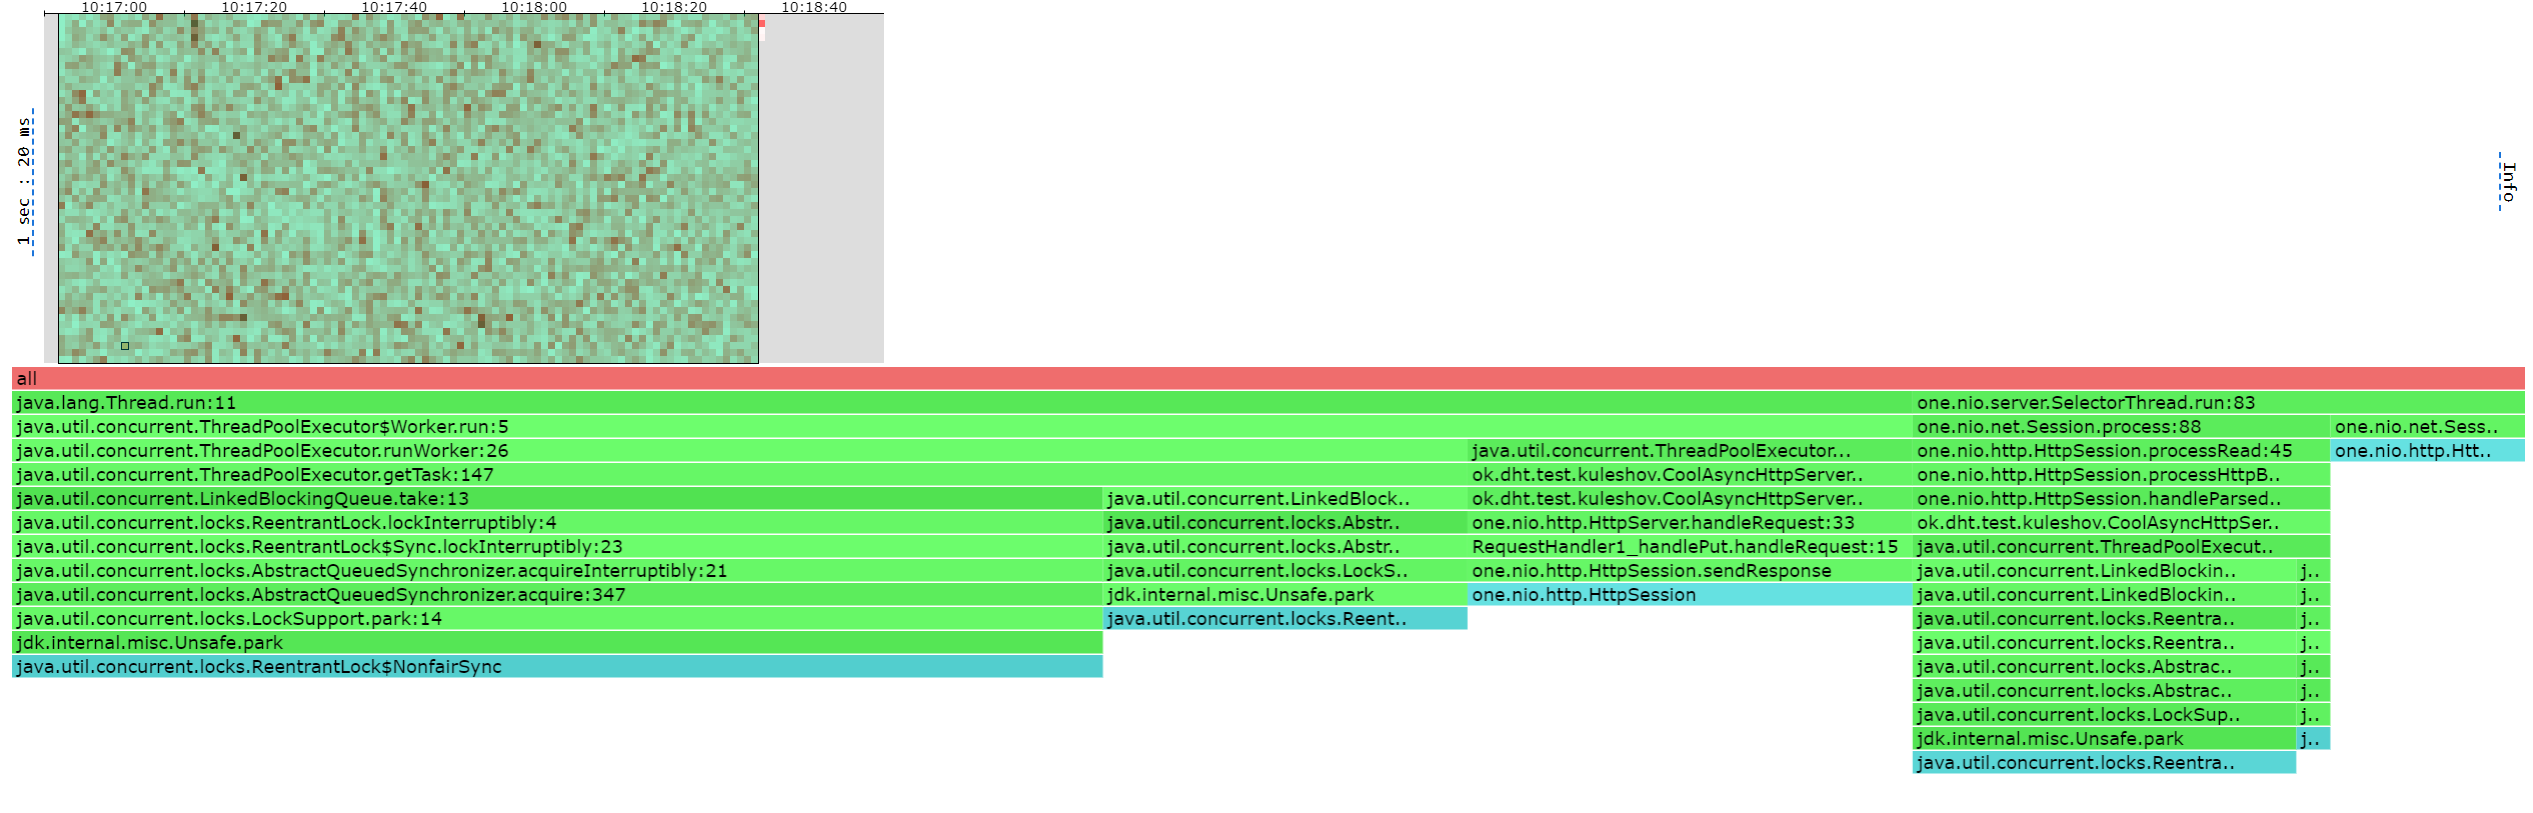 10:17:00 10:17:20 10:17:40 10:18:00 10:18:20 10:18:40
1 sec : 20 ms
Info
all
java.lang.Thread.run:11 one.nio.server.SelectorThread.run:83
java.util.concurrent.ThreadPoolExecutor$Worker.run:5 one.nio.net.Session.process:88 one.nio.net.Sess..
java.util.concurrent.ThreadPoolExecutor.runWorker:26 java.util.concurrent.ThreadPoolExecutor... one.nio.http.HttpSession.processRead:45 one.nio.http.Htt..
java.util.concurrent.ThreadPoolExecutor.getTask:147 ok.dht.test.kuleshov.CoolAsyncHttpServer.. one.nio.http.HttpSession.processHttpB..
java.util.concurrent.LinkedBlockingQueue.take:13 java.util.concurrent.LinkedBlock.. ok.dht.test.kuleshov.CoolAsyncHttpServer.. one.nio.http.HttpSession.handleParsed..
java.util.concurrent.locks.ReentrantLock.lockInterruptibly:4 java.util.concurrent.locks.Abstr.. one.nio.http.HttpServer.handleRequest:33 ok.dht.test.kuleshov.CoolAsyncHttpSer..
java.util.concurrent.locks.ReentrantLock$Sync.lockInterruptibly:23 java.util.concurrent.locks.Abstr.. RequestHandler1_handlePut.handleRequest:15 java.util.concurrent.ThreadPoolExecut..
java.util.concurrent.locks.AbstractQueuedSynchronizer.acquireInterruptibly:21 java.util.concurrent.locks.LockS.. one.nio.http.HttpSession.sendResponse java.util.concurrent.LinkedBlockin.. j..
java.util.concurrent.locks.AbstractQueuedSynchronizer.acquire:347 jdk.internal.misc.Unsafe.park one.nio.http.HttpSession java.util.concurrent.LinkedBlockin.. j..
java.util.concurrent.locks.LockSupport.park:14 java.util.concurrent.locks.Reent.. java.util.concurrent.locks.Reentra.. j..
jdk.internal.misc.Unsafe.park java.util.concurrent.locks.Reentra.. j..
java.util.concurrent.locks.ReentrantLock$NonfairSync java.util.concurrent.locks.Abstrac.. j..
java.util.concurrent.locks.Abstrac.. j..
java.util.concurrent.locks.LockSup.. j..
jdk.internal.misc.Unsafe.park j..
java.util.concurrent.locks.Reentra..